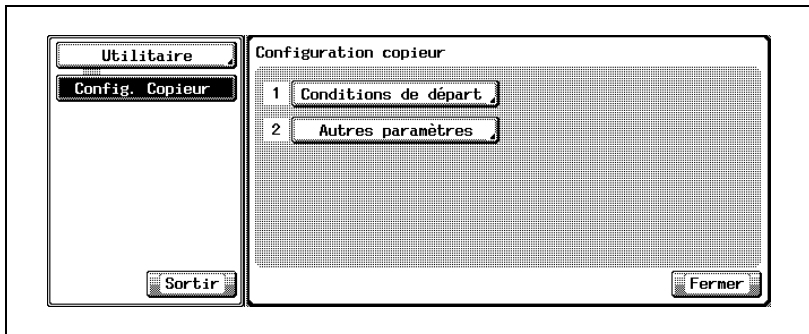 Utilitaire
Config. Copieur
Sortir
Configuration copieur
1 Conditions de départ
2 Autres paramètres
Fermer